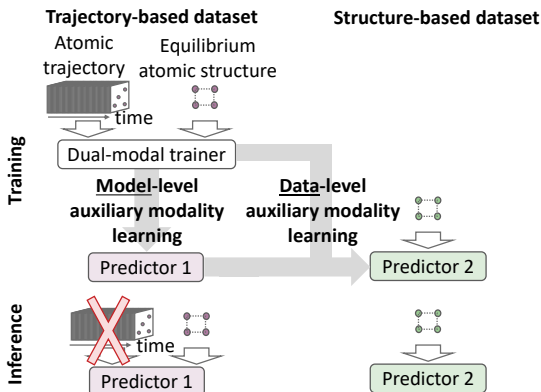 Trajectory-based dataset
Structure-based dataset
Atomic
trajectory
Equilibrium
atomic structure
time
Training
Dual-modal trainer
Model-level
auxiliary modality
learning
Data-level
auxiliary modality
learning
Predictor 1
Predictor 2
Inference
time
Predictor 1
Predictor 2